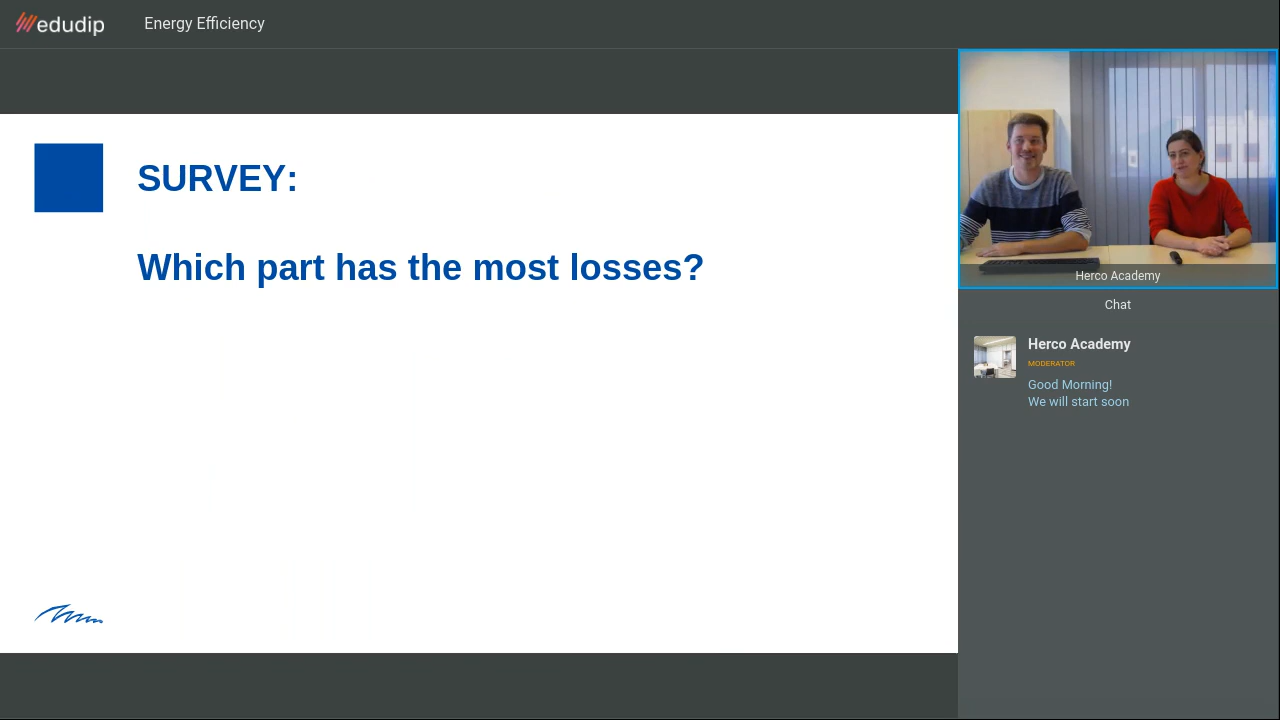 edudip
Energy Efficiency
SURVEY:
Which part has the most losses?
Herco Academy
Chat
Herco Academy
MODERATOR
Good Morning!
We will start soon